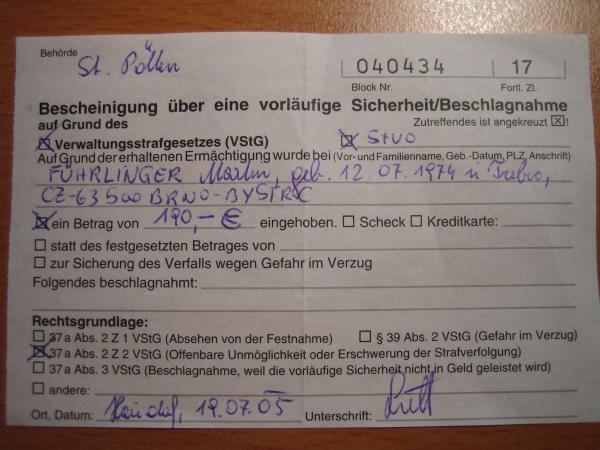 Behörde St. Pölten
040434 17
Block Nr. Fortl. Zl.
Bescheinigung über eine vorläufige Sicherheit/Beschlagnahme
auf Grund des Zutreffendes ist angekreuzt ☒!
☒ Verwaltungsstrafgesetzes (VStG) ☒ StVO
Auf Grund der erhaltenen Ermächtigung wurde bei (Vor- und Familienname, Geb.-Datum, PLZ, Anschrift)
FÜHRLINGER geb. 12.07.1974 in
CZ-63500 BRNO-BYSTRC
☒ ein Betrag von 190,- € eingehoben. ☐ Scheck ☐ Kreditkarte:
☐ statt des festgesetzten Betrages von
☐ zur Sicherung des Verfalls wegen Gefahr im Verzug
Folgendes beschlagnahmt:
Rechtsgrundlage:
☐ 37a Abs. 2 Z 1 VStG (Absehen von der Festnahme) ☐ § 39 Abs. 2 VStG (Gefahr im Verzug)
☒ 37a Abs. 2 Z 2 VStG (Offenbare Unmöglichkeit oder Erschwerung der Strafverfolgung)
☐ 37a Abs. 3 VStG (Beschlagnahme, weil die vorläufige Sicherheit nicht in Geld geleistet wird)
☐ andere:
Ort, Datum: 19.07.05 Unterschrift: